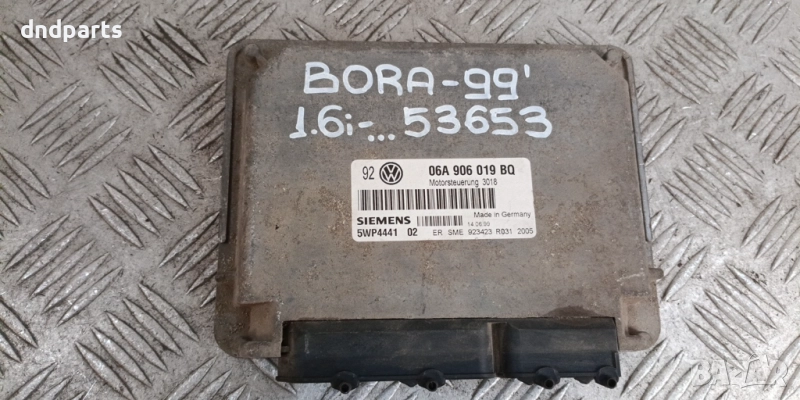 dndparts
BORA-99'
1.6i-...53653
92 06A 906 019 BQ
Motorsteuerung 3018
Made in Germany
SIEMENS
5WP4441 02 ER SME 923423 R031 2005
BAZAR